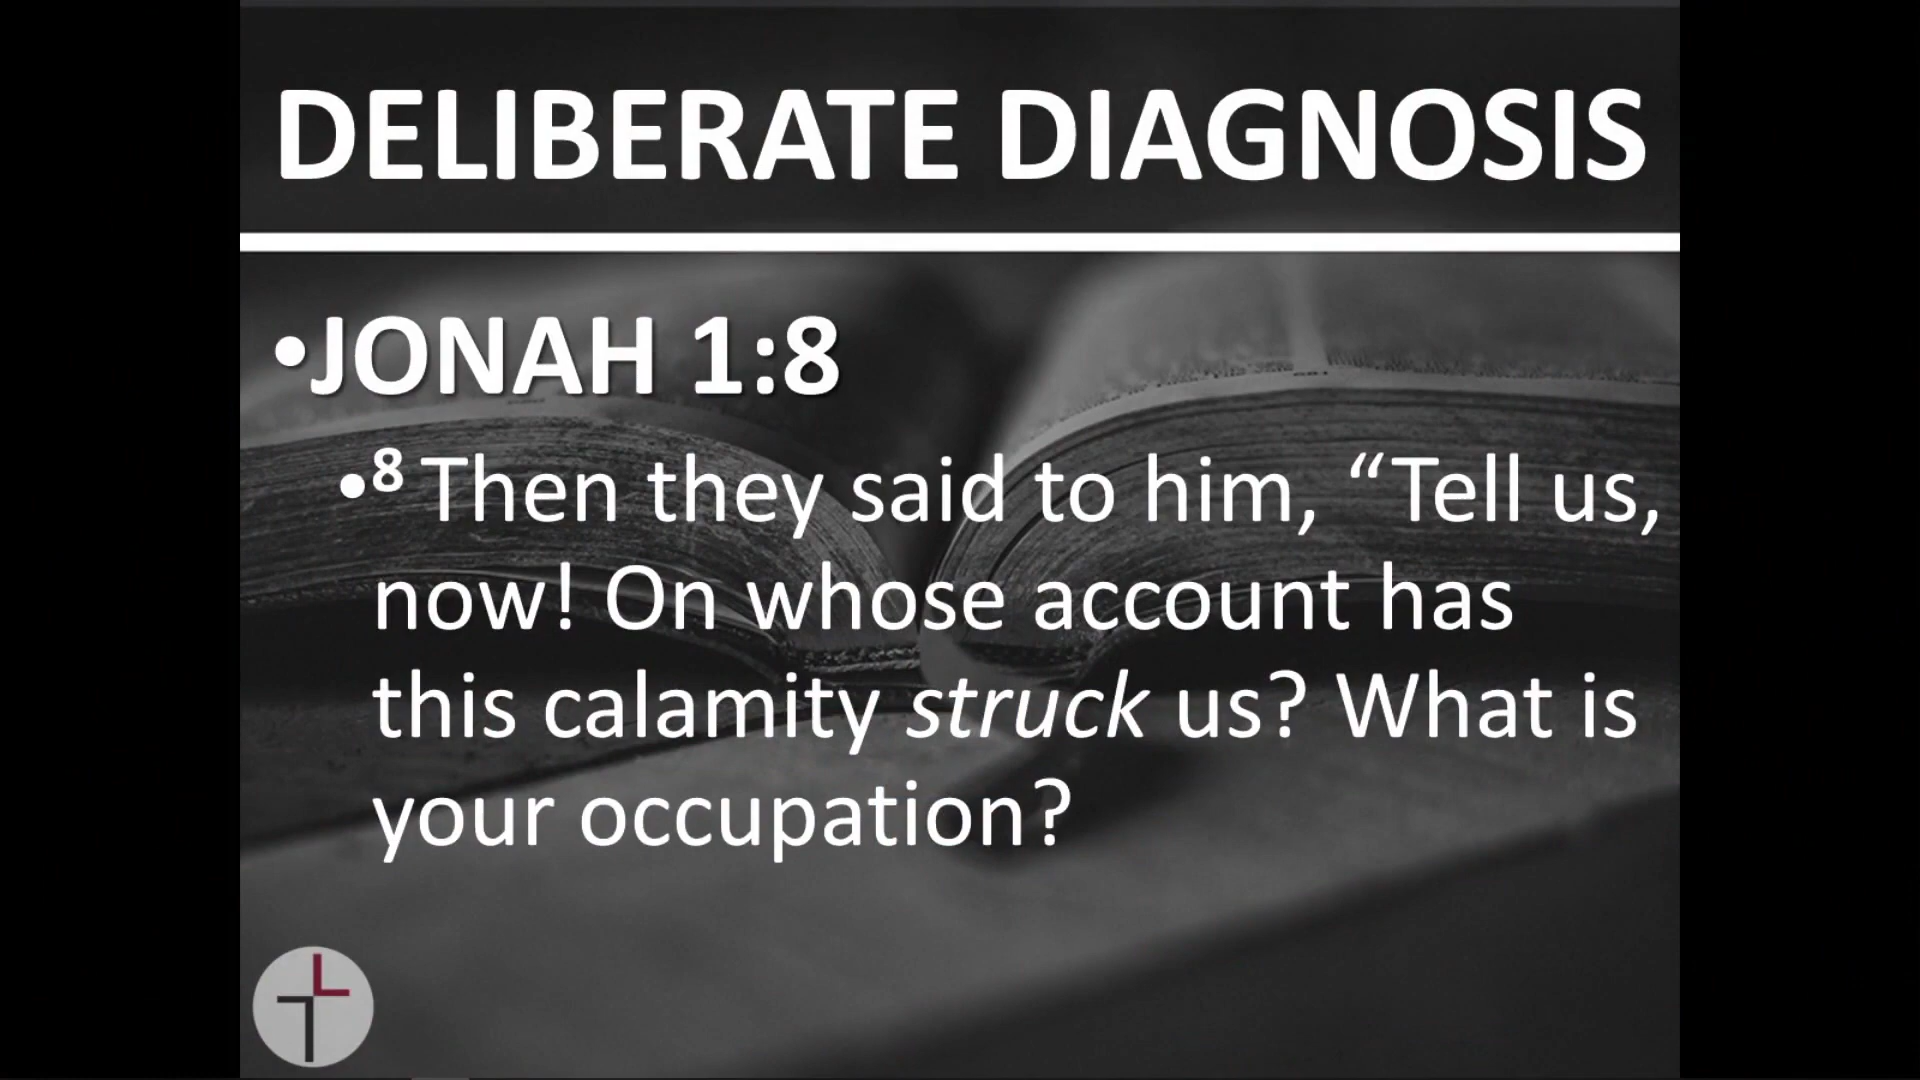 DELIBERATE DIAGNOSIS
•JONAH 1:8
•8 Then they said to him, “Tell us,
now! On whose account has
this calamity struck us? What is
your occupation?